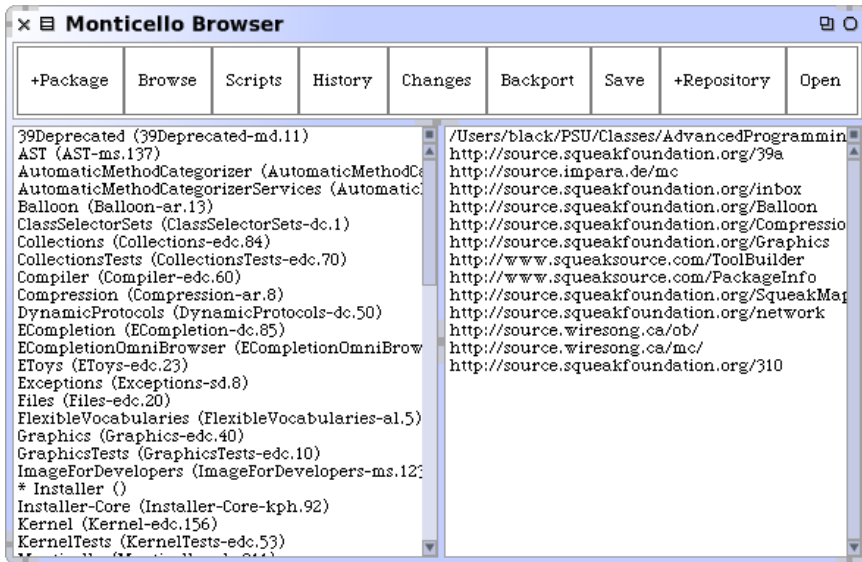 Monticello Browser
+Package Browse Scripts History Changes Backport Save +Repository Open
39Deprecated (39Deprecated-md.11)
AST (AST-ms.137)
AutomaticMethodCategorizer (AutomaticMethodCa
AutomaticMethodCategorizerServices (Automatic
Balloon (Balloon-ar.13)
ClassSelectorSets (ClassSelectorSets-dc.1)
Collections (Collections-edc.84)
CollectionsTests (CollectionsTests-edc.70)
Compiler (Compiler-edc.60)
Compression (Compression-ar.8)
DynamicProtocols (DynamicProtocols-dc.50)
ECompletion (ECompletion-dc.85)
ECompletionOmniBrowser (ECompletionOmniBrow
EToys (EToys-edc.23)
Exceptions (Exceptions-sd.8)
Files (Files-edc.20)
FlexibleVocabularies (FlexibleVocabularies-al.5)
Graphics (Graphics-edc.40)
GraphicsTests (GraphicsTests-edc.10)
ImageForDevelopers (ImageForDevelopers-ms.123
* Installer ()
Installer-Core (Installer-Core-kph.92)
Kernel (Kernel-edc.156)
KernelTests (KernelTests-edc.53)
/Users/black/PSU/Classes/AdvancedProgrammin
http://source.squeakfoundation.org/39a
http://source.impara.de/mc
http://source.squeakfoundation.org/inbox
http://source.squeakfoundation.org/Balloon
http://source.squeakfoundation.org/Compressio
http://source.squeakfoundation.org/Graphics
http://www.squeaksource.com/ToolBuilder
http://www.squeaksource.com/PackageInfo
http://source.squeakfoundation.org/SqueakMap
http://source.squeakfoundation.org/network
http://source.wiresong.ca/ob/
http://source.wiresong.ca/mc/
http://source.squeakfoundation.org/310